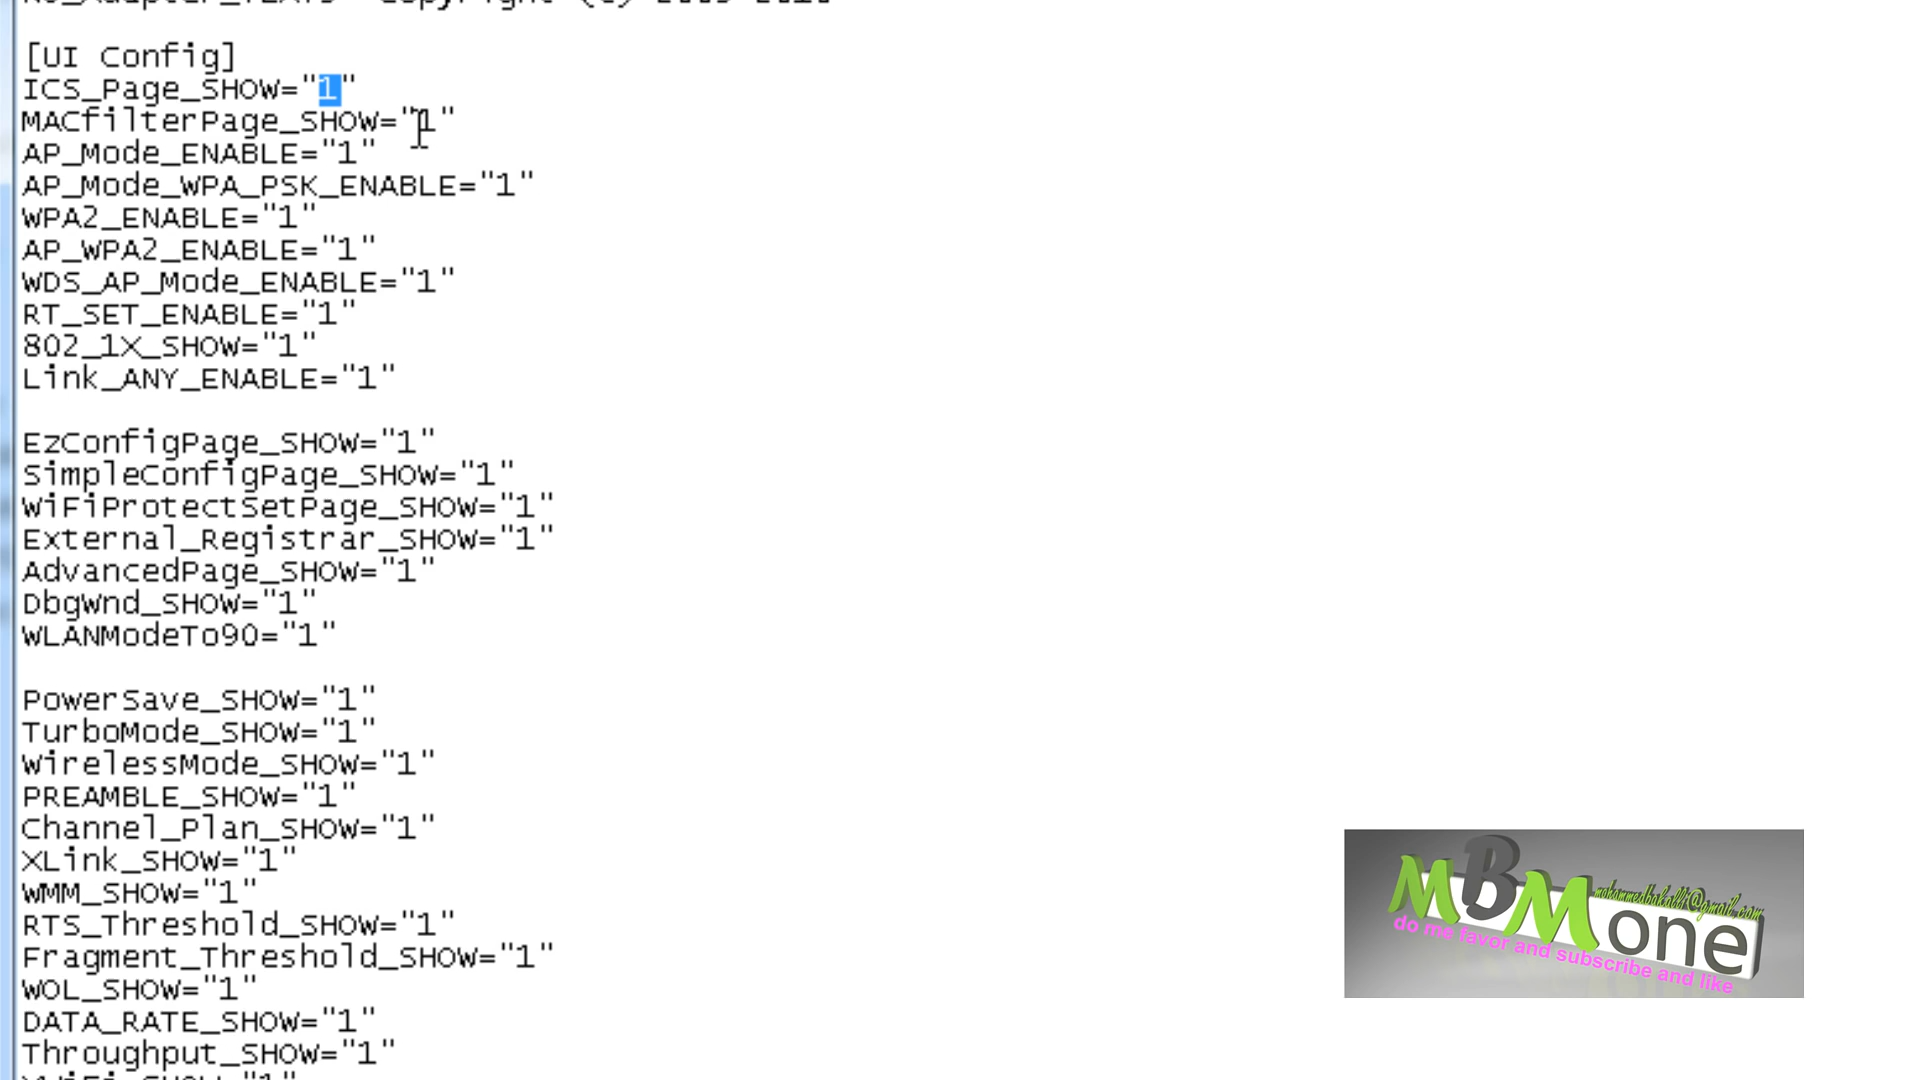 [UI Config]
ICS_Page_SHOW="1"
MACfilterPage_SHOW="1"
AP_Mode_ENABLE="1"
AP_Mode_WPA_PSK_ENABLE="1"
WPA2_ENABLE="1"
AP_WPA2_ENABLE="1"
WDS_AP_Mode_ENABLE="1"
RT_SET_ENABLE="1"
802_1X_SHOW="1"
Link_ANY_ENABLE="1"
EzConfigPage_SHOW="1"
SimpleConfigPage_SHOW="1"
WiFiProtectSetPage_SHOW="1"
External_Registrar_SHOW="1"
AdvancedPage_SHOW="1"
DbgWnd_SHOW="1"
WLANModeTo90="1"
PowerSave_SHOW="1"
TurboMode_SHOW="1"
WirelessMode_SHOW="1"
PREAMBLE_SHOW="1"
Channel_Plan_SHOW="1"
XLink_SHOW="1"
WMM_SHOW="1"
RTS_Threshold_SHOW="1"
Fragment_Threshold_SHOW="1"
WOL_SHOW="1"
DATA_RATE_SHOW="1"
Throughput_SHOW="1"
MBM one
do me favor and subscribe and like